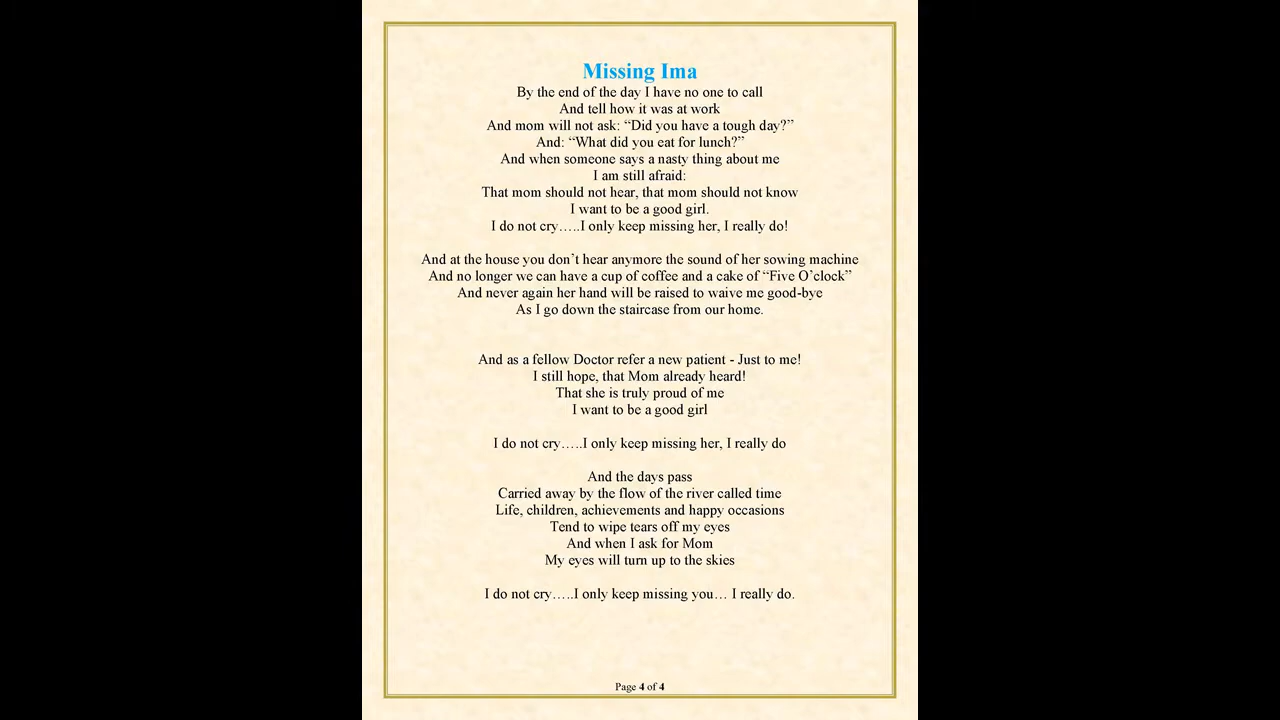 Missing Ima
By the end of the day I have no one to call
And tell how it was at work
And mom will not ask: “Did you have a tough day?”
And: “What did you eat for lunch?”
And when someone says a nasty thing about me
I am still afraid:
That mom should not hear, that mom should not know
I want to be a good girl.
I do not cry…..I only keep missing her, I really do!
And at the house you don’t hear anymore the sound of her sowing machine
And no longer we can have a cup of coffee and a cake of “Five O’clock”
And never again her hand will be raised to waive me good-bye
As I go down the staircase from our home.
And as a fellow Doctor refer a new patient - Just to me!
I still hope, that Mom already heard!
That she is truly proud of me
I want to be a good girl
I do not cry…..I only keep missing her, I really do
And the days pass
Carried away by the flow of the river called time
Life, children, achievements and happy occasions
Tend to wipe tears off my eyes
And when I ask for Mom
My eyes will turn up to the skies
I do not cry…..I only keep missing you… I really do.
Page 4 of 4